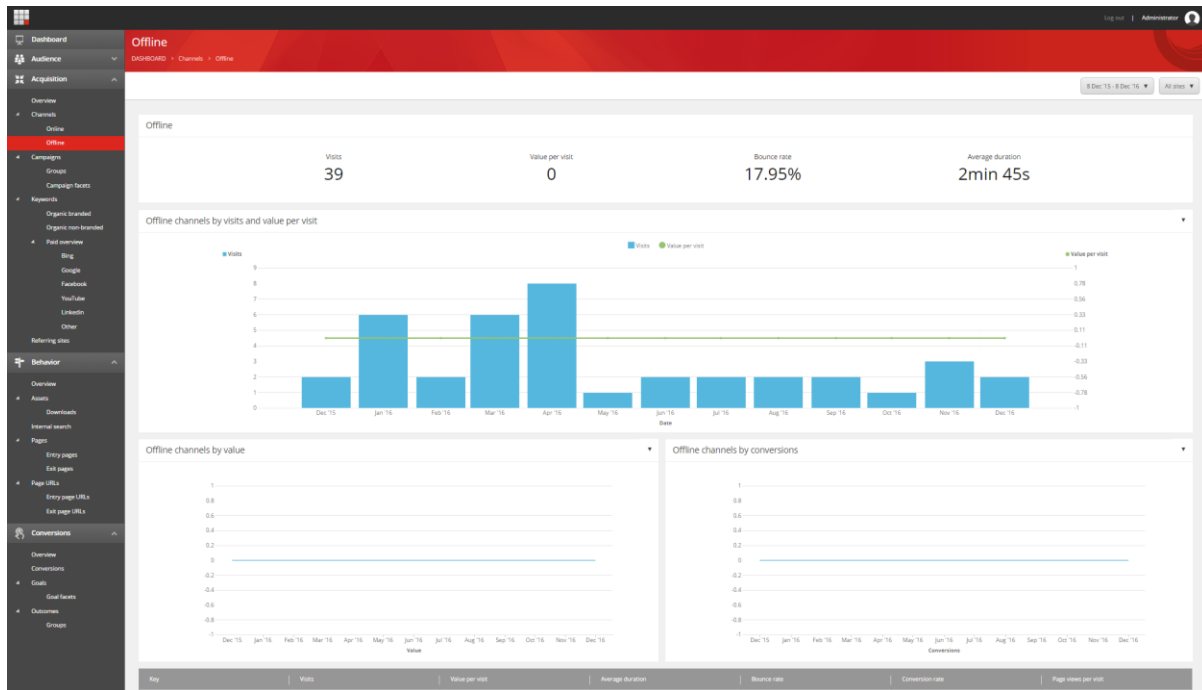 Log out | Administrator
Dashboard
Audience
Acquisition
Overview
Channels
Online
Offline
Campaigns
Groups
Campaign facets
Keywords
Organic branded
Organic non-branded
Paid overview
Bing
Google
Facebook
YouTube
Linkedin
Other
Referring sites
Behavior
Overview
Assets
Downloads
Internal search
Pages
Entry pages
Exit pages
Page URLs
Entry page URLs
Exit page URLs
Conversions
Overview
Conversions
Goals
Goal facets
Outcomes
Groups
Offline
DASHBOARD > Channels > Offline
8 Dec '15 - 8 Dec '16 ▼ All sites ▼
Offline
Visits Value per visit Bounce rate Average duration
39 0 17.95% 2min 45s
Offline channels by visits and value per visit
Visits Value per visit
Visits Value per visit
9 1
8 0.78
7 0.56
6 0.33
5 0.11
4 -0.11
3 -0.33
2 -0.56
1 -0.78
0 -1
Dec '15 Jan '16 Feb '16 Mar '16 Apr '16 May '16 Jun '16 Jul '16 Aug '16 Sep '16 Oct '16 Nov '16 Dec '16
Date
Offline channels by value
1
0.8
0.6
0.4
0.2
0
-0.2
-0.4
-0.6
-0.8
-1
Dec '15 Jan '16 Feb '16 Mar '16 Apr '16 May '16 Jun '16 Jul '16 Aug '16 Sep '16 Oct '16 Nov '16 Dec '16
Value
Offline channels by conversions
1
0.8
0.6
0.4
0.2
0
-0.2
-0.4
-0.6
-0.8
-1
Dec '15 Jan '16 Feb '16 Mar '16 Apr '16 May '16 Jun '16 Jul '16 Aug '16 Sep '16 Oct '16 Nov '16 Dec '16
Conversions
Key Visits Value per visit Average duration Bounce rate Conversion rate Page views per visit